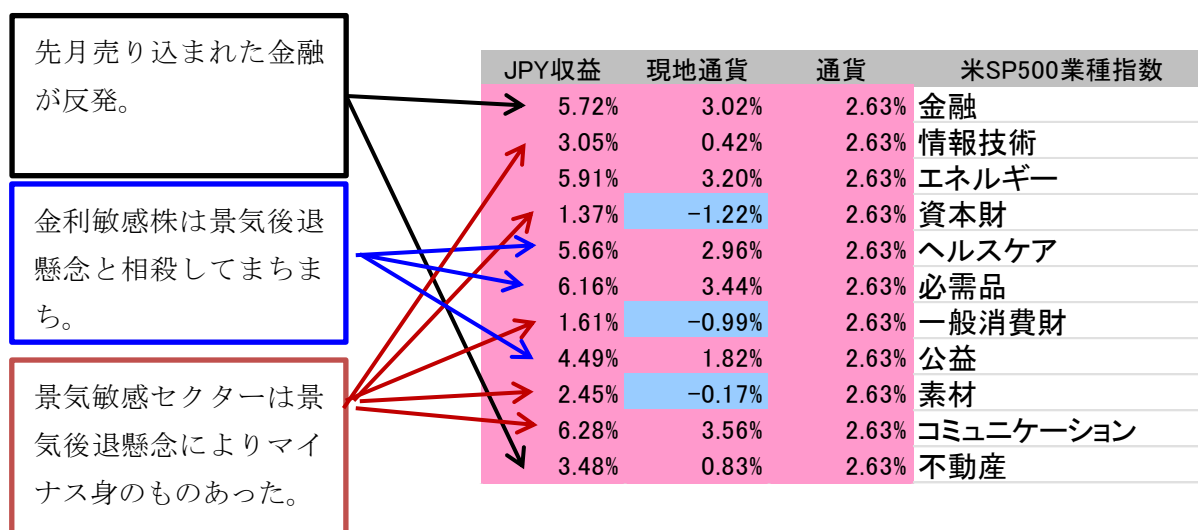 先月売り込まれた金融
が反発。
金利敏感株は景気後退
懸念と相殺してまちま
ち。
景気敏感セクターは景
気後退懸念によりマイ
ナス身のものあった。
JPY収益 現地通貨 通貨 米SP500業種指数
5.72% 3.02% 2.63% 金融
3.05% 0.42% 2.63% 情報技術
5.91% 3.20% 2.63% エネルギー
1.37% -1.22% 2.63% 資本財
5.66% 2.96% 2.63% ヘルスケア
6.16% 3.44% 2.63% 必需品
1.61% -0.99% 2.63% 一般消費財
4.49% 1.82% 2.63% 公益
2.45% -0.17% 2.63% 素材
6.28% 3.56% 2.63% コミュニケーション
3.48% 0.83% 2.63% 不動産